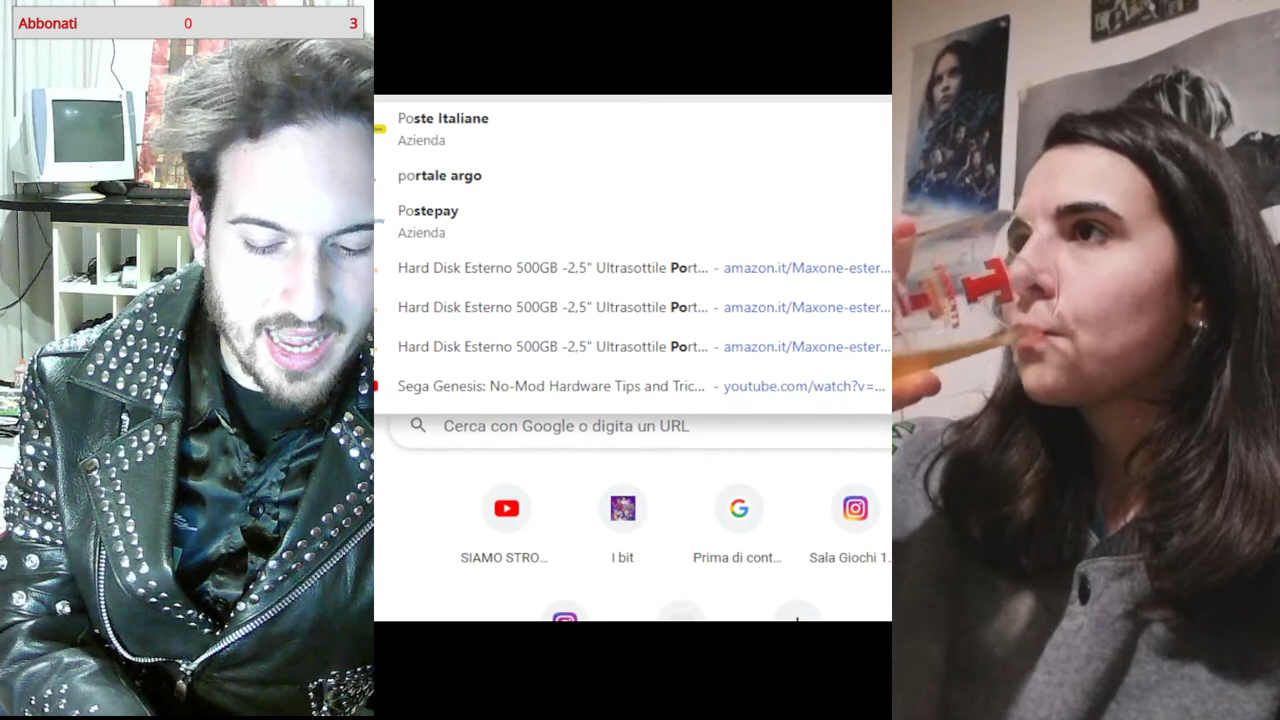 Abbonati 0 3
Poste Italiane
Azienda
portale argo
Postepay
Azienda
Hard Disk Esterno 500GB -2,5" Ultrasottile Port... - amazon.it/Maxone-ester...
Hard Disk Esterno 500GB -2,5" Ultrasottile Port... - amazon.it/Maxone-ester...
Hard Disk Esterno 500GB -2,5" Ultrasottile Port... - amazon.it/Maxone-ester...
Sega Genesis: No-Mod Hardware Tips and Tric... - youtube.com/watch?v=...
Cerca con Google o digita un URL
SIAMO STRO...
I bit
Prima di cont...
Sala Giochi 1